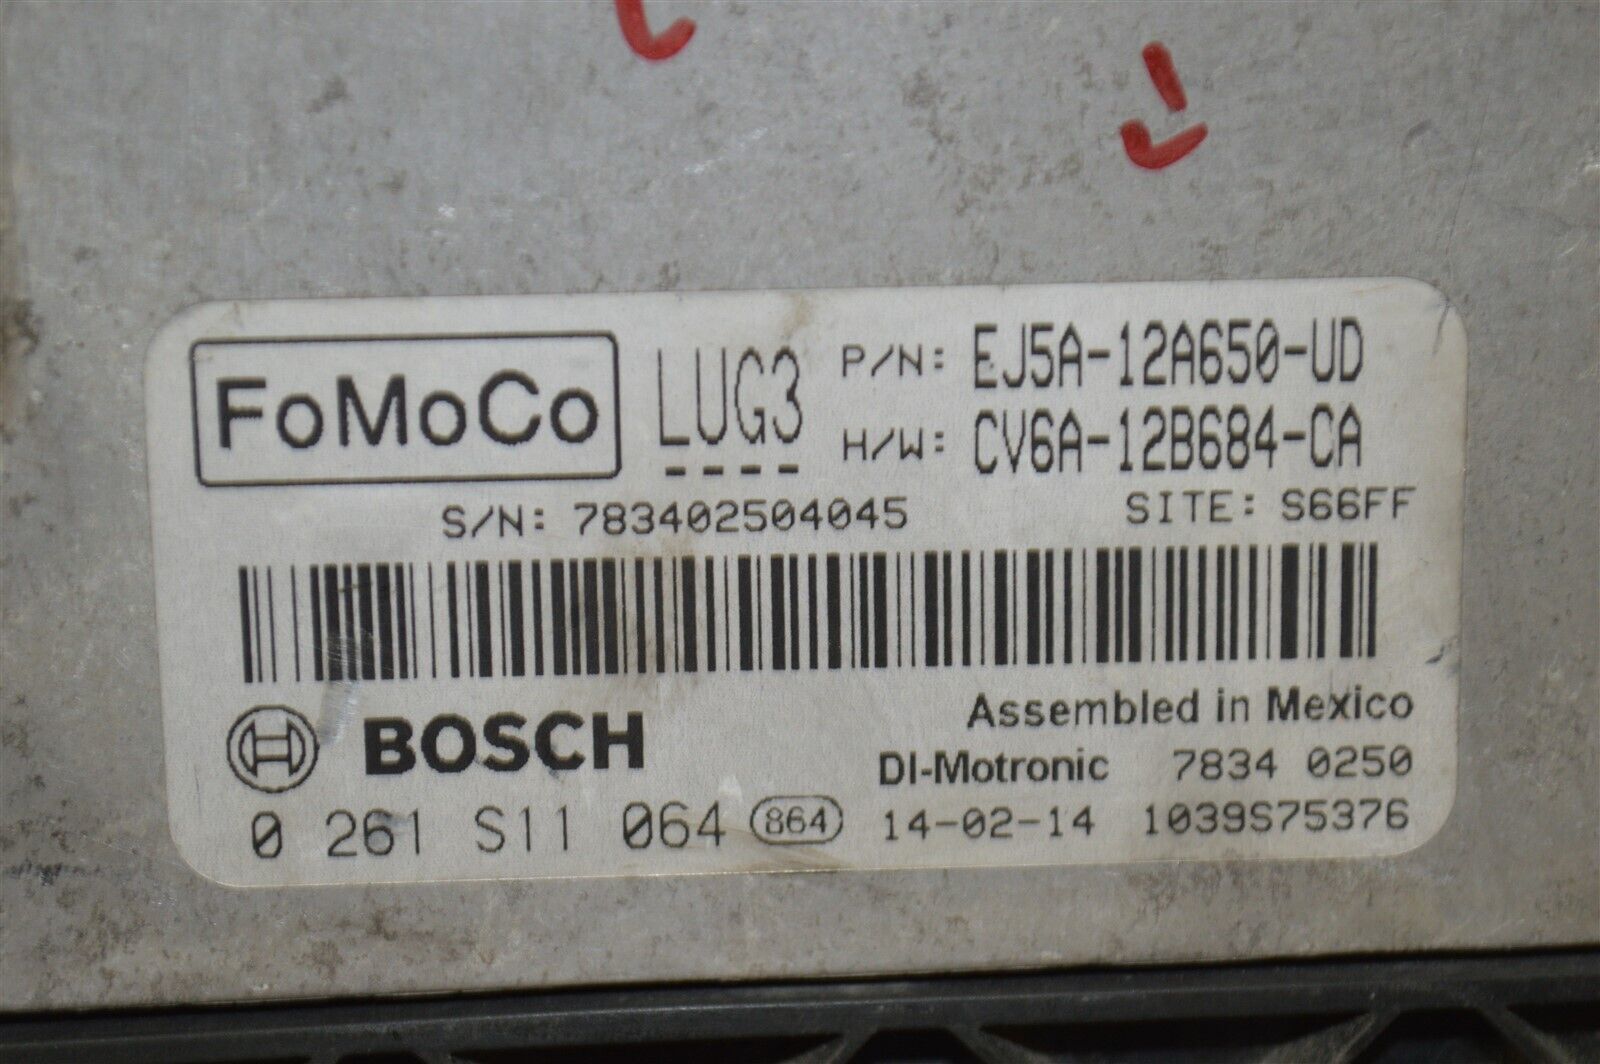 FoMoCo LUG3 P/N: EJ5A-12A650-UD
H/W: CV6A-12B684-CA
S/N: 783402504045 SITE: S66FF
BOSCH
Assembled in Mexico
DI-Motronic 7834 0250
0 261 S11 064 864 14-02-14 1039S75376